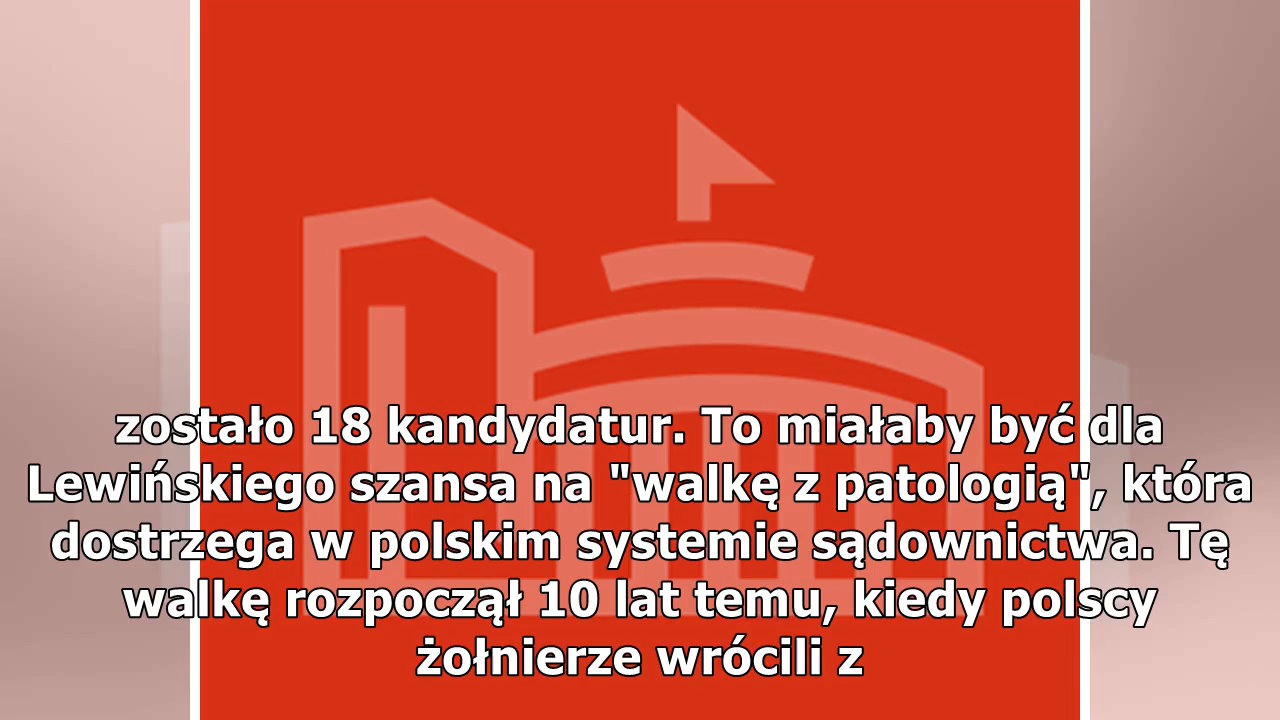 zostało 18 kandydatur. To miałaby być dla
Lewińskiego szansa na "walkę z patologią", która
dostrzega w polskim systemie sądownictwa. Tę
walkę rozpoczął 10 lat temu, kiedy polscy
żołnierze wrócili z